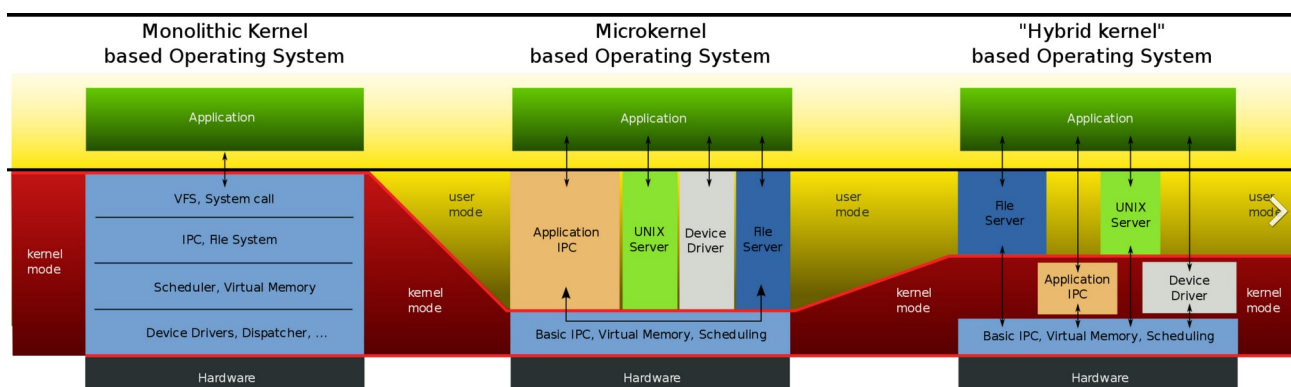 Monolithic Kernel
based Operating System
Microkernel
based Operating System
"Hybrid kernel"
based Operating System
Application
Application
Application
VFS, System call
IPC, File System
Scheduler, Virtual Memory
Device Drivers, Dispatcher, ...
Hardware
kernel
mode
user
mode
kernel
mode
Application
IPC
UNIX
Server
Device
Driver
File
Server
Basic IPC, Virtual Memory, Scheduling
Hardware
user
mode
kernel
mode
File
Server
UNIX
Server
Application
IPC
Device
Driver
Basic IPC, Virtual Memory, Scheduling
Hardware
user
mode
kernel
mode